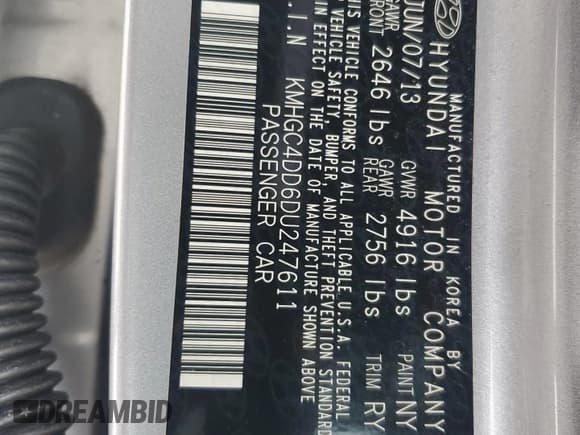 MANUFACTURED IN KOREA BY
HYUNDAI MOTOR COMPANY
JUN/07/13 GVWR 4916 lbs PAINT NY
GAWR FRONT 2646 lbs GAWR REAR 2756 lbs TRIM RY
THIS VEHICLE CONFORMS TO ALL APPLICABLE U.S.A. FEDERAL
VEHICLE SAFETY, BUMPER, AND THEFT PREVENTION STANDARD
IN EFFECT ON THE DATE OF MANUFACTURE SHOWN ABOVE
.I.N KMHGC4DD6DU247611
PASSENGER CAR
DREAMBID